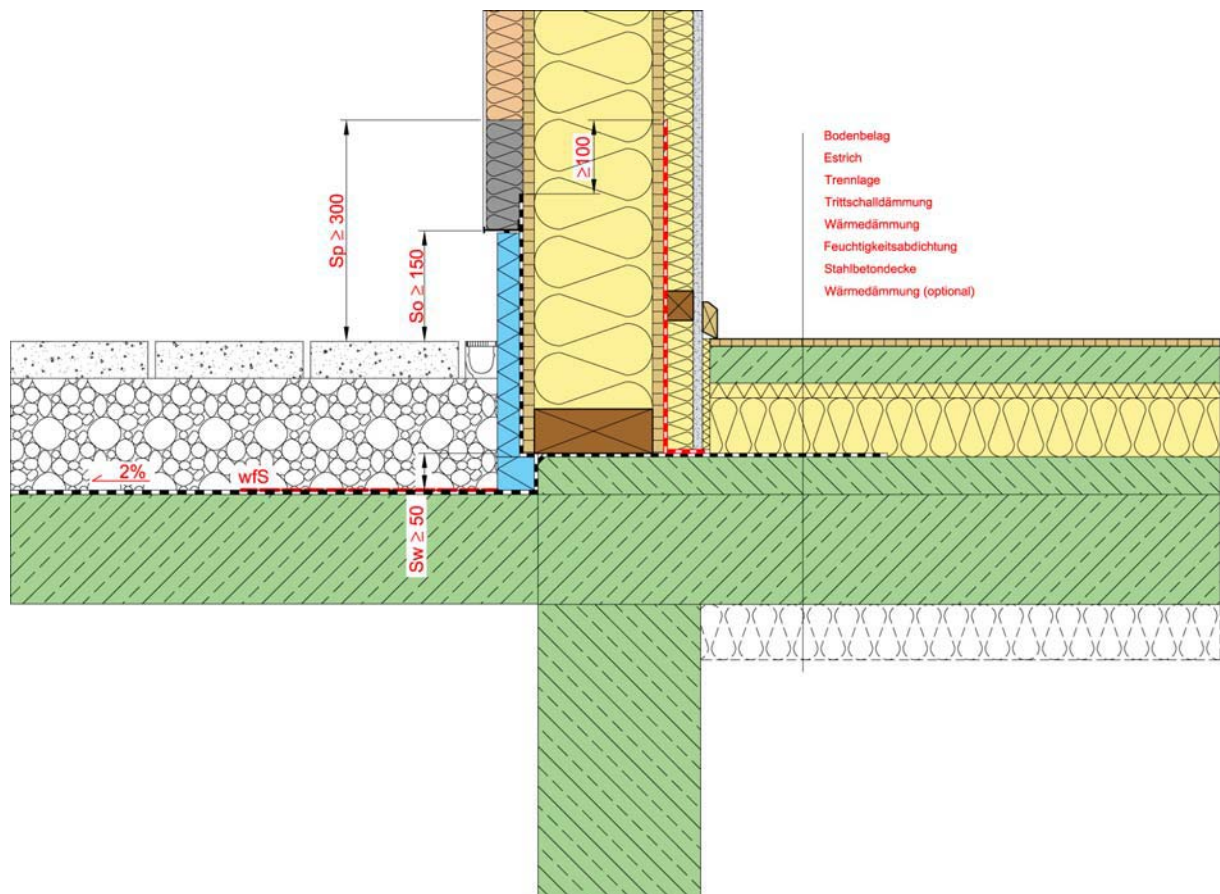 Sp ≥ 300
So ≥ 150
≥100
Bodenbelag
Estrich
Trennlage
Trittschalldämmung
Wärmedämmung
Feuchtigkeitsabdichtung
Stahlbetondecke
Wärmedämmung (optional)
2%
wfS
Sw ≥ 50